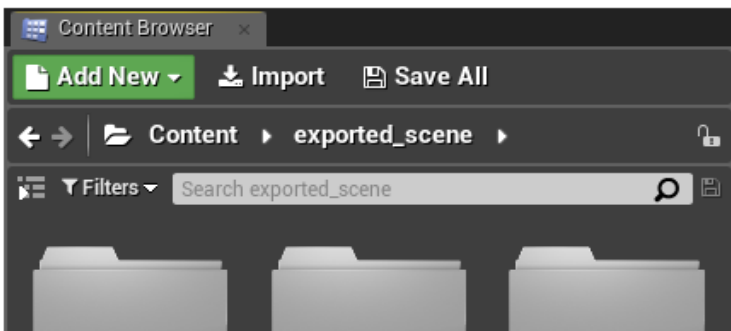 Content Browser
Add New Import Save All
Content exported_scene
Filters Search exported_scene